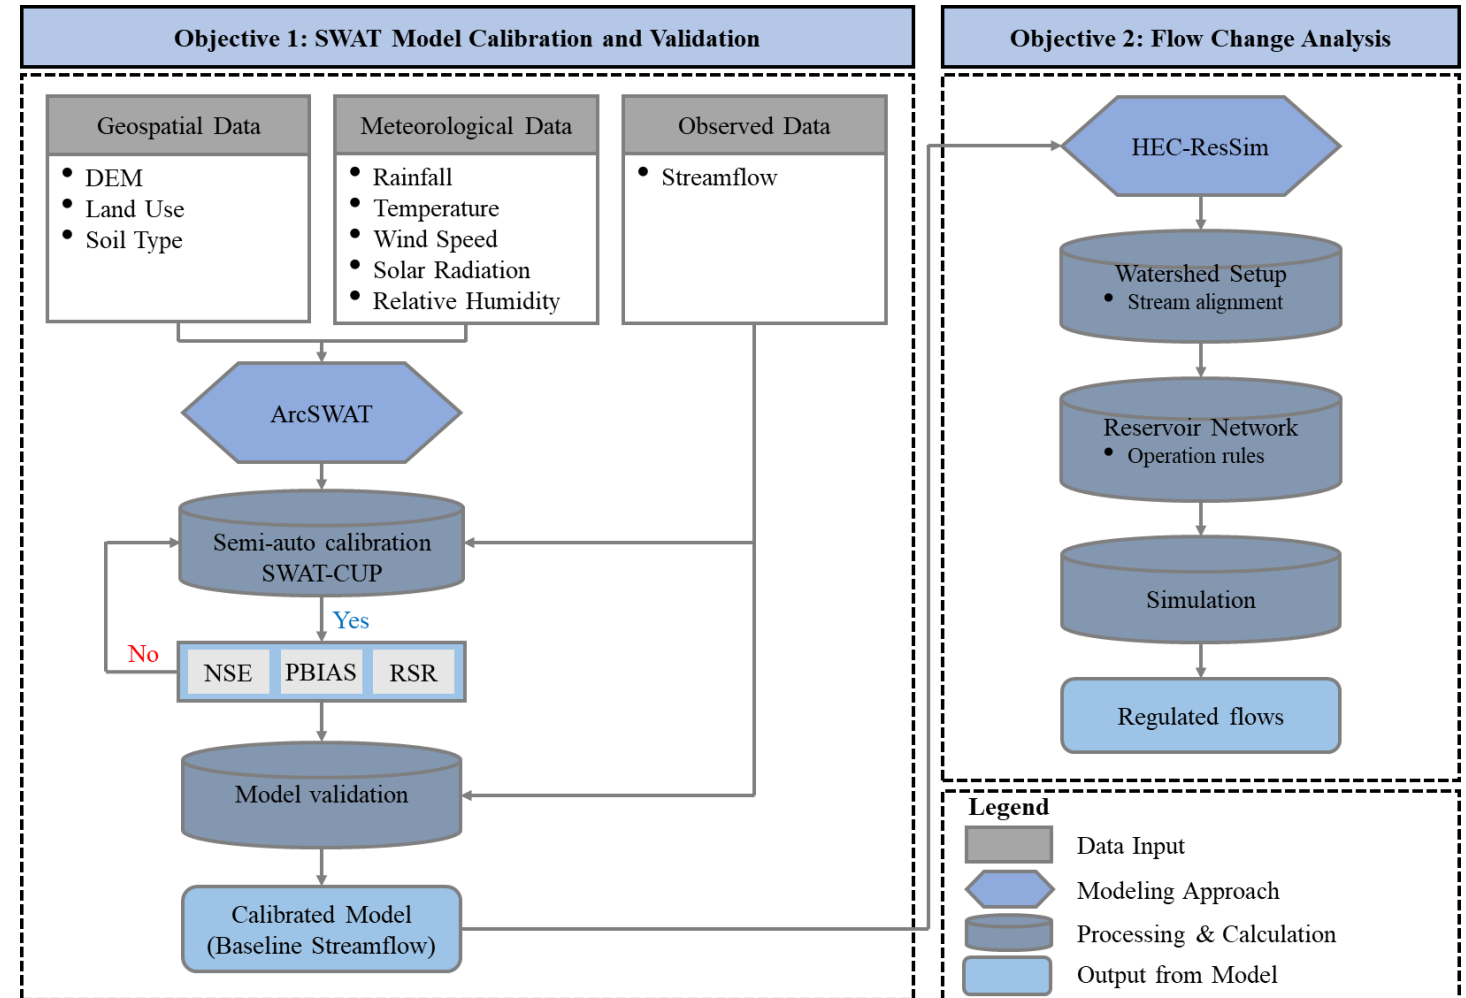 Objective 1: SWAT Model Calibration and Validation
Geospatial Data
• DEM
• Land Use
• Soil Type
Meteorological Data
• Rainfall
• Temperature
• Wind Speed
• Solar Radiation
• Relative Humidity
Observed Data
• Streamflow
ArcSWAT
Semi-auto calibration
SWAT-CUP
Yes
No
NSE
PBIAS
RSR
Model validation
Calibrated Model
(Baseline Streamflow)
Objective 2: Flow Change Analysis
HEC-ResSim
Watershed Setup
• Stream alignment
Reservoir Network
• Operation rules
Simulation
Regulated flows
Legend
Data Input
Modeling Approach
Processing & Calculation
Output from Model